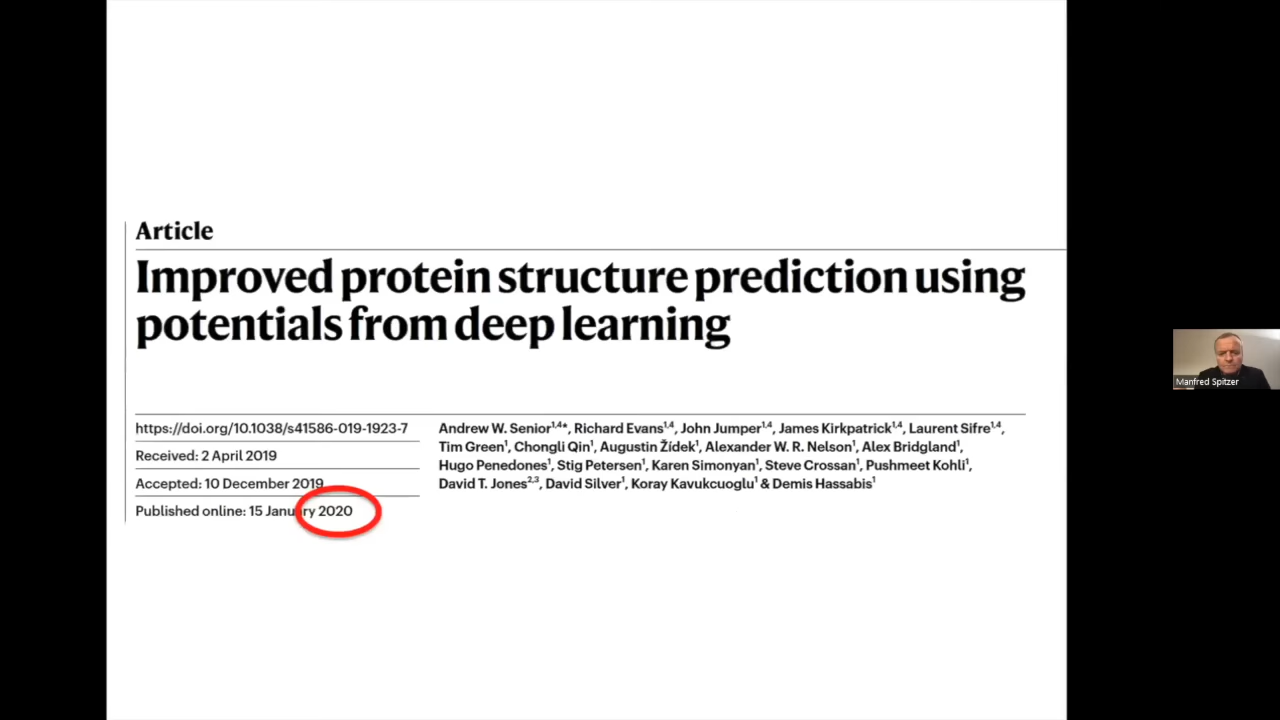 Article
Improved protein structure prediction using
potentials from deep learning
https://doi.org/10.1038/s41586-019-1923-7
Received: 2 April 2019
Accepted: 10 December 2019
Published online: 15 January 2020
Andrew W. Senior1,4*, Richard Evans1,4, John Jumper1,4, James Kirkpatrick1,4, Laurent Sifre1,4,
Tim Green1, Chongli Qin1, Augustin Žídek1, Alexander W. R. Nelson1, Alex Bridgland1,
Hugo Penedones1, Stig Petersen1, Karen Simonyan1, Steve Crossan1, Pushmeet Kohli1,
David T. Jones2,3, David Silver1, Koray Kavukcuoglu1 & Demis Hassabis1
Manfred Spitzer